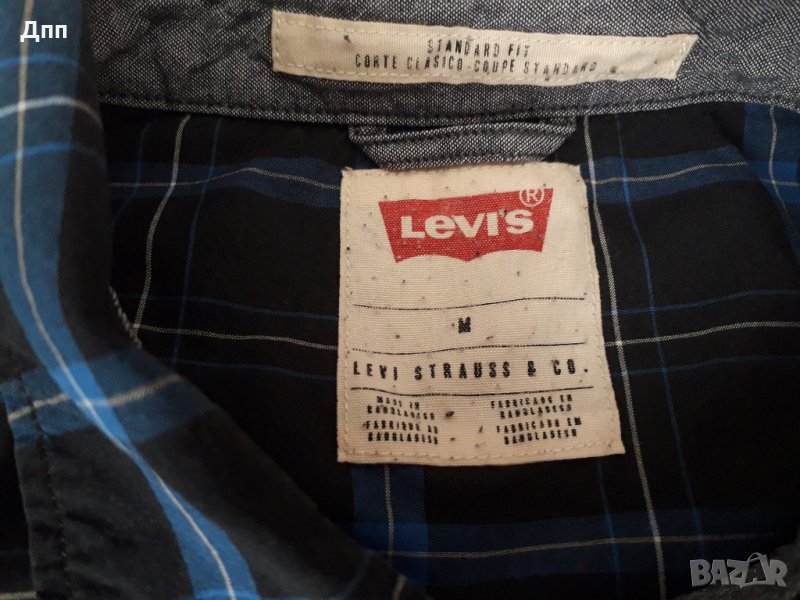 Дпп
STANDARD FIT
CORTE CLASICO·COUPE STANDARD
LEVI'S®
M
LEVI STRAUSS & CO.
MADE IN
BANGLADESH
FABRIQUE AU
BANGLADESH
FABRICADO EN
BANGLADESH
FABRICADO EM
BANGLADESH
BAZAR